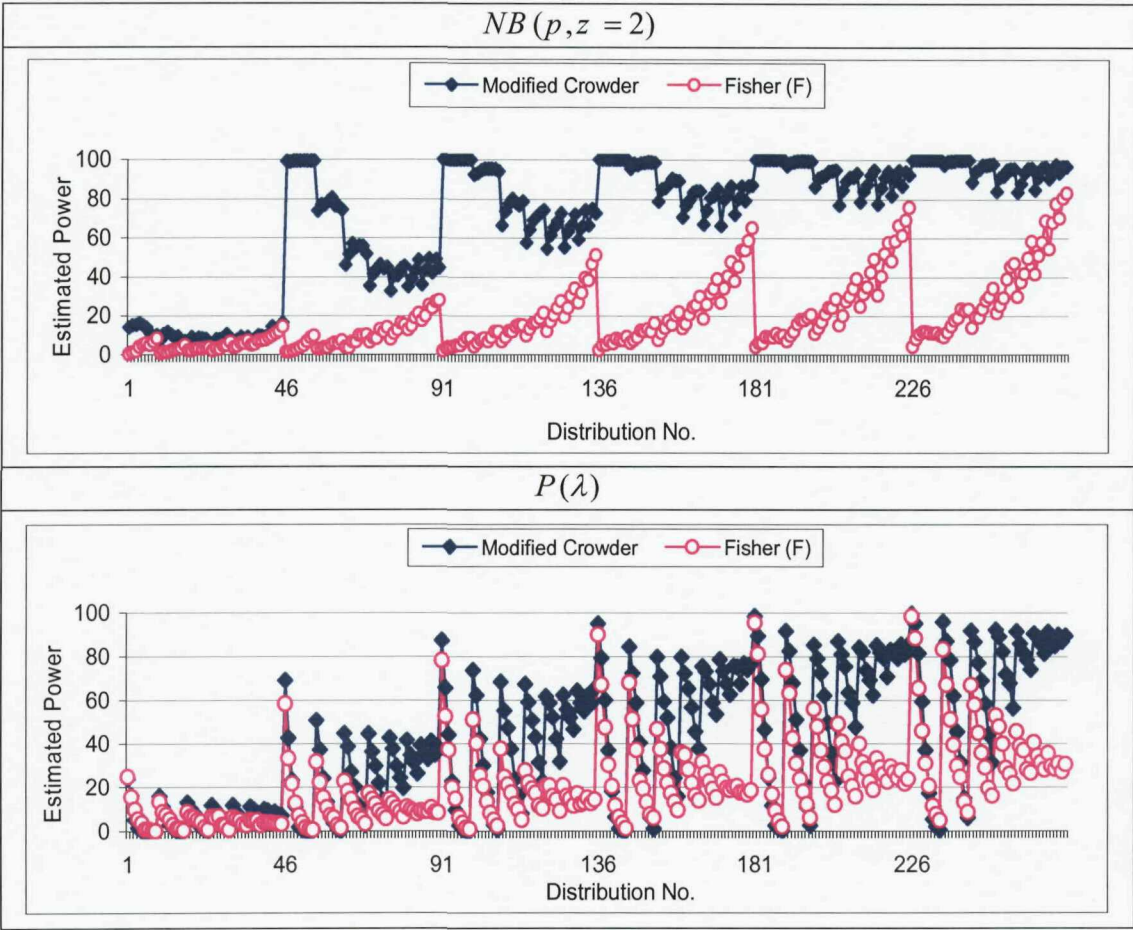 NB(p,z = 2)
Modified Crowder Fisher (F)
Estimated Power
100
80
60
40
20
0
1 46 91 136 181 226
Distribution No.
P(λ)
Modified Crowder Fisher (F)
Estimated Power
100
80
60
40
20
0
1 46 91 136 181 226
Distribution No.